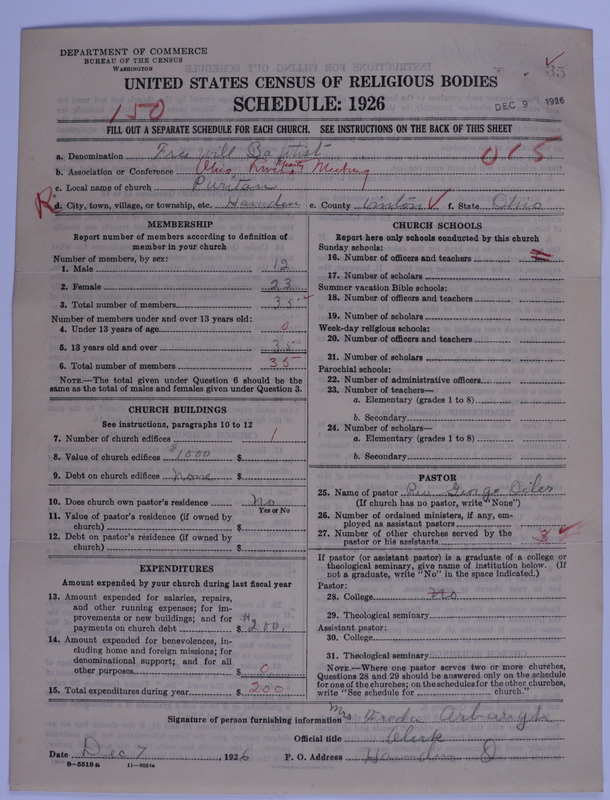 DEPARTMENT OF COMMERCE
BUREAU OF THE CENSUS
WASHINGTON
35
UNITED STATES CENSUS OF RELIGIOUS BODIES
SCHEDULE: 1926
DEC 9 1926
150
FILL OUT A SEPARATE SCHEDULE FOR EACH CHURCH. SEE INSTRUCTIONS ON THE BACK OF THIS SHEET
a. Denomination Free Will Baptist
015
b. Association or Conference Ohio, Meeting
c. Local name of church Puritan
d. City, town, village, or township, etc. Hamden e. County Vinton f. State Ohio
MEMBERSHIP
Report number of members according to definition of
member in your church
Number of members, by sex:
1. Male 12
2. Female 23
3. Total number of members 35
Number of members under and over 13 years old:
4. Under 13 years of age 0
5. 13 years old and over 35
6. Total number of members 35
NOTE.—The total given under Question 6 should be
same as the total of males and females given under Question 3.
CHURCH BUILDINGS
See instructions, paragraphs 10 to 12
7. Number of church edifices 1
8. Value of church edifices $1000 $
9. Debt on church edifices None $
10. Does church own pastor's residence No
Yes or No
11. Value of pastor's residence (if owned by
church) $
12. Debt on pastor's residence (if owned by
church) $
EXPENDITURES
Amount expended by your church during last fiscal year
13. Amount expended for salaries, repairs,
and other running expenses; for im-
provements or new buildings; and for
payments on church debt $ 200.
14. Amount expended for benevolences, in-
cluding home and foreign missions; for
denominational support; and for all
other purposes $ 0
15. Total expenditures during year $ 200
CHURCH SCHOOLS
Report here only schools conducted by this church
Sunday schools:
16. Number of officers and teachers
17. Number of scholars
Summer vacation Bible schools:
18. Number of officers and teachers
19. Number of scholars
Week-day religious schools:
20. Number of officers and teachers
21. Number of scholars
Parochial schools:
22. Number of administrative officers
23. Number of teachers—
a. Elementary (grades 1 to 8)
b. Secondary
24. Number of scholars—
a. Elementary (grades 1 to 8)
b. Secondary
PASTOR
25. Name of pastor Rev George Oiler
(If church has no pastor, write "None")
26. Number of ordained ministers, if any, em-
ployed as assistant pastors
27. Number of other churches served by the
pastor or his assistants 3
If pastor (or assistant pastor) is a graduate of a college or
theological seminary, give name of institution below. (If
not a graduate, write "No" in the space indicated.)
Pastor:
28. College No
29. Theological seminary
Assistant pastor:
30. College
31. Theological seminary
NOTE.—Where one pastor serves two or more churches,
Questions 28 and 29 should be answered only on the schedule
for one of the churches; on the schedules for the other churches,
write "See schedule for church."
Signature of person furnishing information Mrs
Official title Clerk
Date Dec 7, 1926 P. O. Address Hamden O
8-5518 a